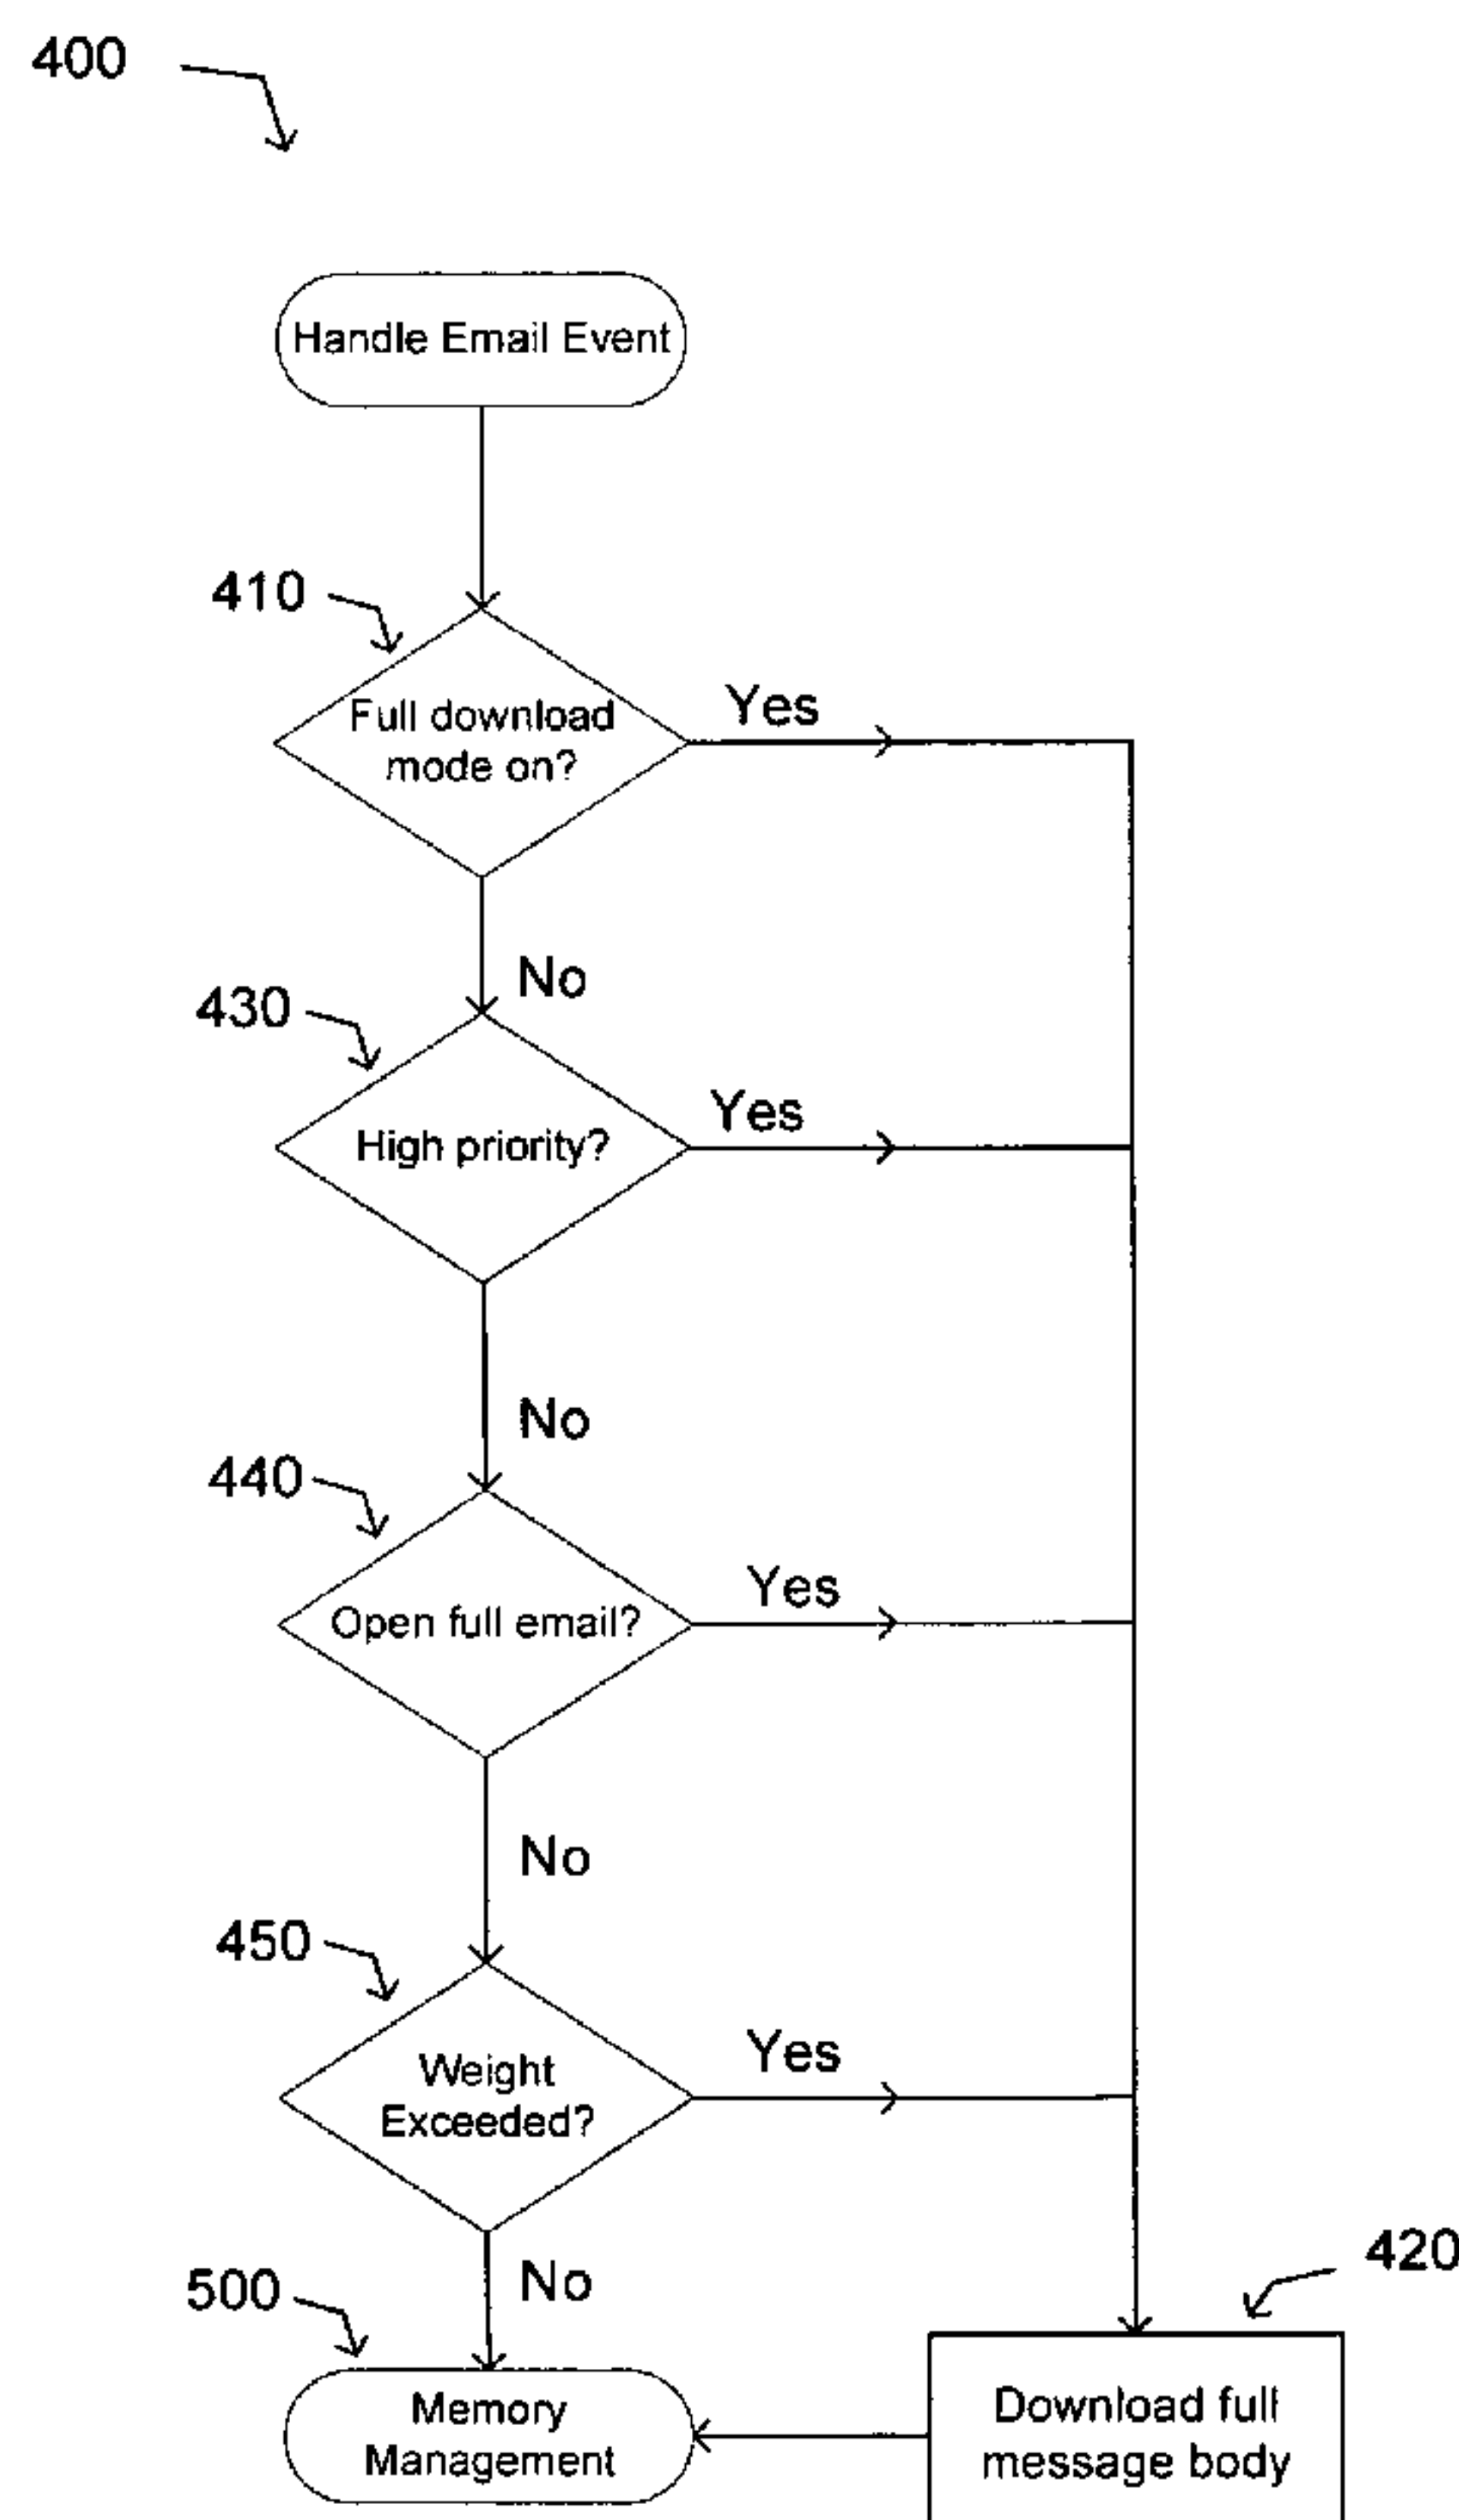 400
Handle Email Event
410
Full download
mode on?
Yes
No
430
High priority?
Yes
No
440
Open full email?
Yes
No
450
Weight
Exceeded?
Yes
No
500
420
Memory
Management
Download full
message body